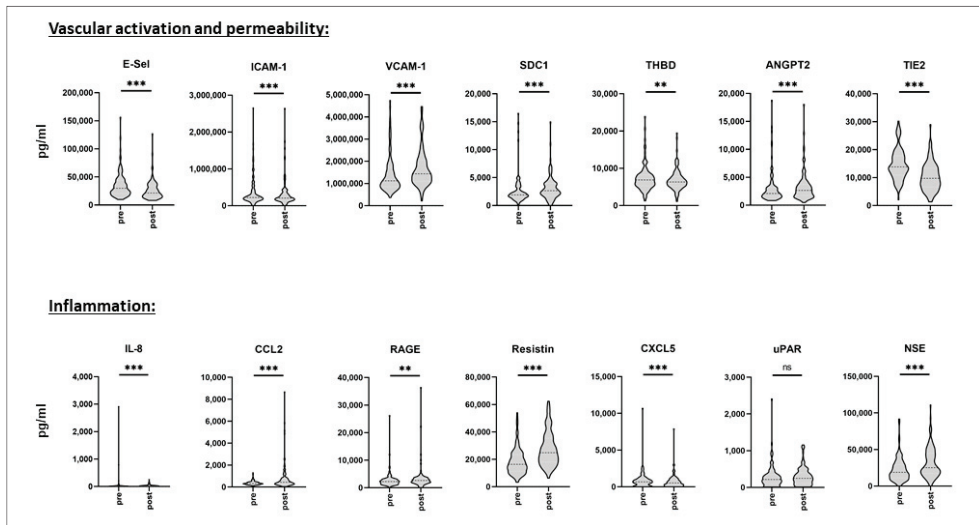 Vascular activation and permeability:
E-Sel ICAM-1 VCAM-1 SDC1 THBD ANGPT2 TIE2
*** *** *** *** ** *** ***
pg/ml
200,000 150,000 100,000 50,000 0
3,000,000 2,000,000 1,000,000 0
5,000,000 4,000,000 3,000,000 2,000,000 1,000,000 0
20,000 15,000 10,000 5,000 0
30,000 20,000 10,000 0
20,000 15,000 10,000 5,000 0
40,000 30,000 20,000 10,000 0
pre post pre post pre post pre post pre post pre post pre post
Inflammation:
IL-8 CCL2 RAGE Resistin CXCL5 uPAR NSE
*** *** ** *** *** ns ***
pg/ml
4,000 3,000 2,000 1,000 0
10,000 8,000 6,000 4,000 2,000 0
40,000 30,000 20,000 10,000 0
80,000 60,000 40,000 20,000 0
15,000 10,000 5,000 0
3,000 2,000 1,000 0
150,000 100,000 50,000 0
pre post pre post pre post pre post pre post pre post pre post